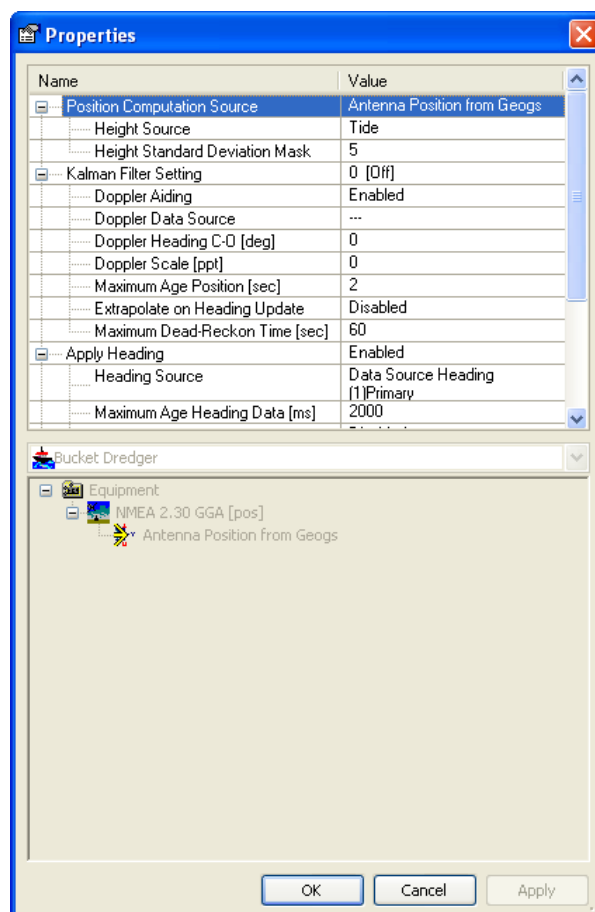 Properties
Name Value
Position Computation Source Antenna Position from Geogs
Height Source Tide
Height Standard Deviation Mask 5
Kalman Filter Setting 0 [Off]
Doppler Aiding Enabled
Doppler Data Source ---
Doppler Heading C-O [deg] 0
Doppler Scale [ppt] 0
Maximum Age Position [sec] 2
Extrapolate on Heading Update Disabled
Maximum Dead-Reckon Time [sec] 60
Apply Heading Enabled
Heading Source Data Source Heading
(1)Primary
Maximum Age Heading Data [ms] 2000
Bucket Dredger
Equipment
NMEA 2.30 GGA [pos]
Antenna Position from Geogs
OK Cancel Apply